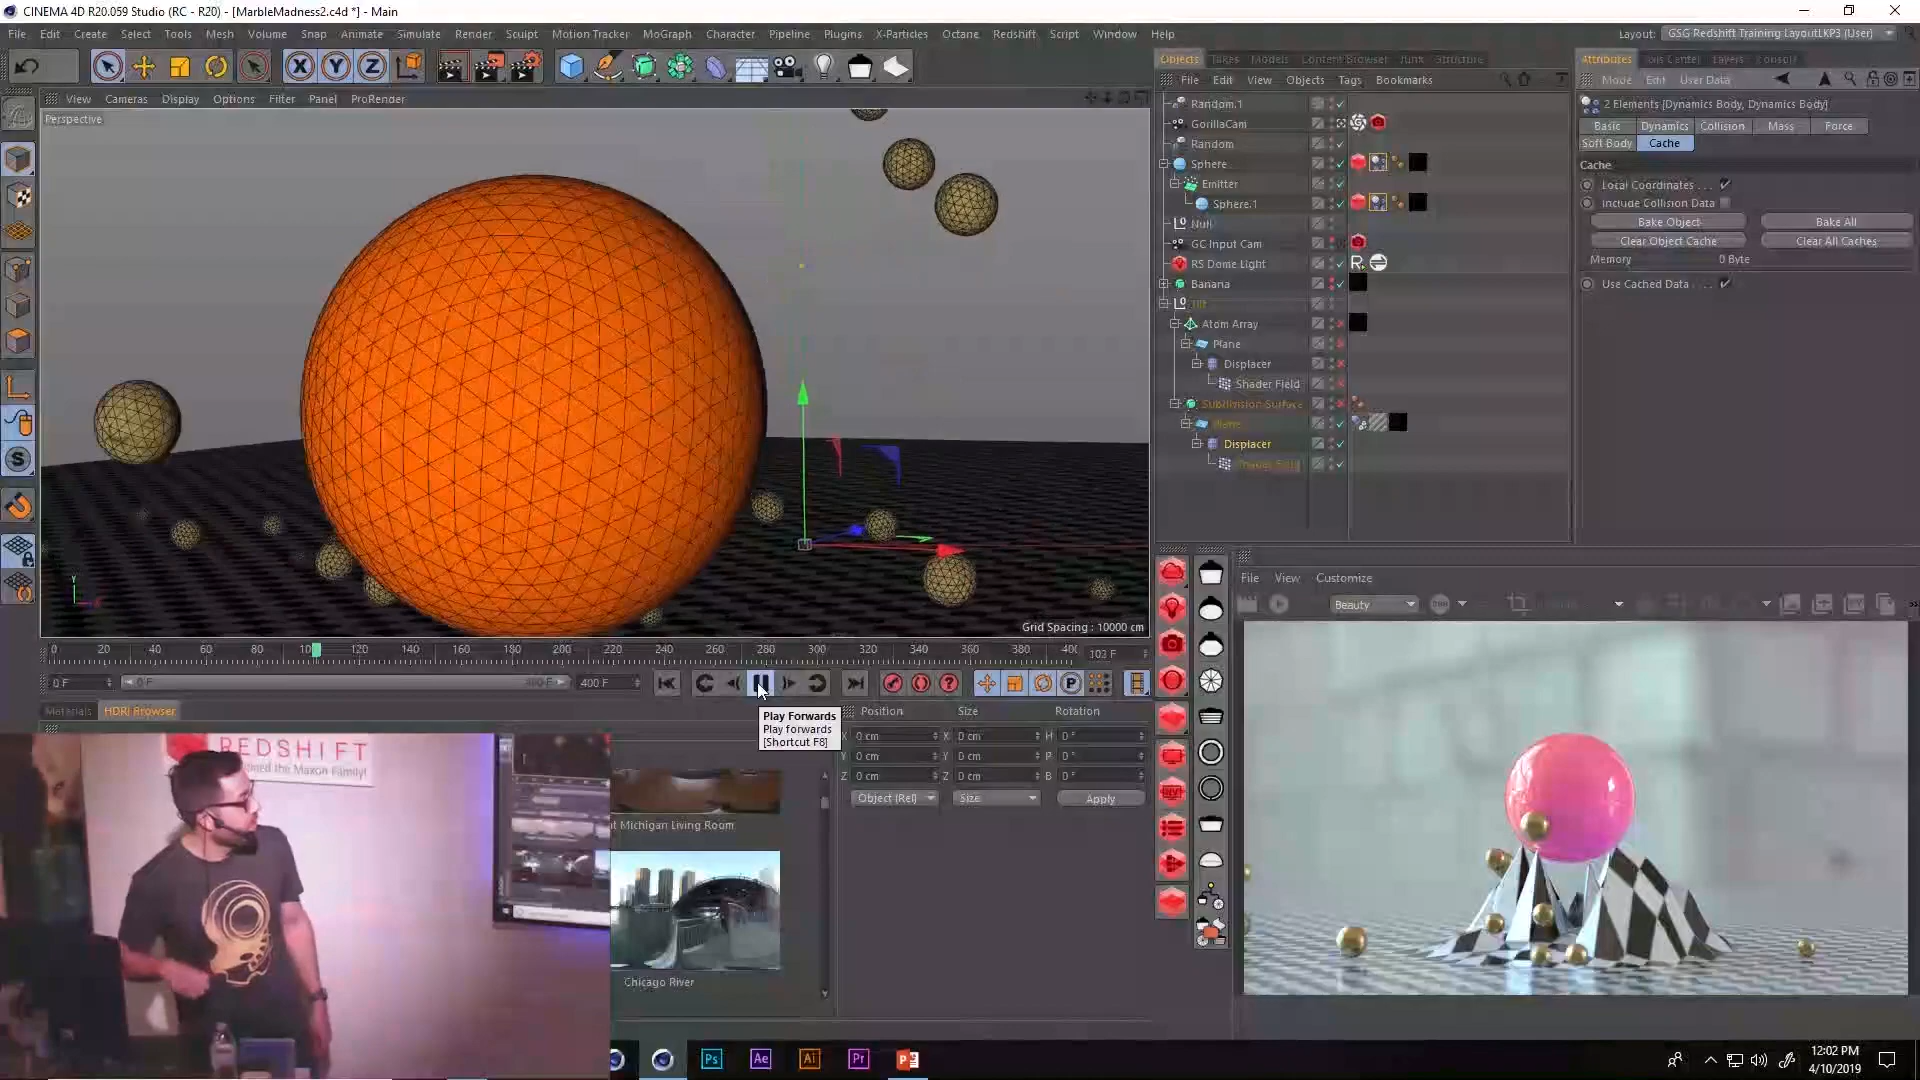 CINEMA 4D R20.059 Studio (RC - R20) - [MarbleMadness2.c4d *] - Main
File Edit Create Select Tools Mesh Volume Snap Animate Simulate Render Sculpt Motion Tracker MoGraph Character Pipeline Plugins X-Particles Octane Redshift Script Window Help
Layout: GSG Redshift Training LayoutLKP3 (User)
X Y Z
View Cameras Display Options Filter Panel ProRender
Perspective
Grid Spacing : 10000 cm
0 20 40 60 80 120 140 160 180 200 220 240 260 280 300 320 340 360 380 103 F
0 F 0 F 400 F 400 F
Play Forwards
Play forwards
[Shortcut F8]
Materials HDRI Browser
Position Size Rotation
X 0 cm X 0 cm H 0 °
Y 0 cm Y 0 cm P 0 °
Z 0 cm Z 0 cm B 0 °
Object (Rel) Size Apply
REDSHIFT
the Maxon Family!
Michigan Living Room
Chicago River
Objects Takes Models Content Browser Junk Structure
File Edit View Objects Tags Bookmarks
Random.1
GorillaCam
Random
Sphere
Emitter
Sphere.1
Null
GC Input Cam
RS Dome Light
Banana
Atom Array
Plane
Displacer
Shader Field
Subdivision Surface
Plane
Displacer
Shader Field
Attributes Layers Console
Mode Edit User Data
2 Elements [Dynamics Body, Dynamics Body]
Basic Dynamics Collision Mass Force
Soft Body Cache
Cache
Local Coordinates . . .
Include Collision Data
Bake Object Bake All
Clear Object Cache Clear All Caches
Memory 0 Byte
Use Cached Data . . . .
File View Customize
Beauty
Ps Ae Ai Pr
12:02 PM
4/10/2019